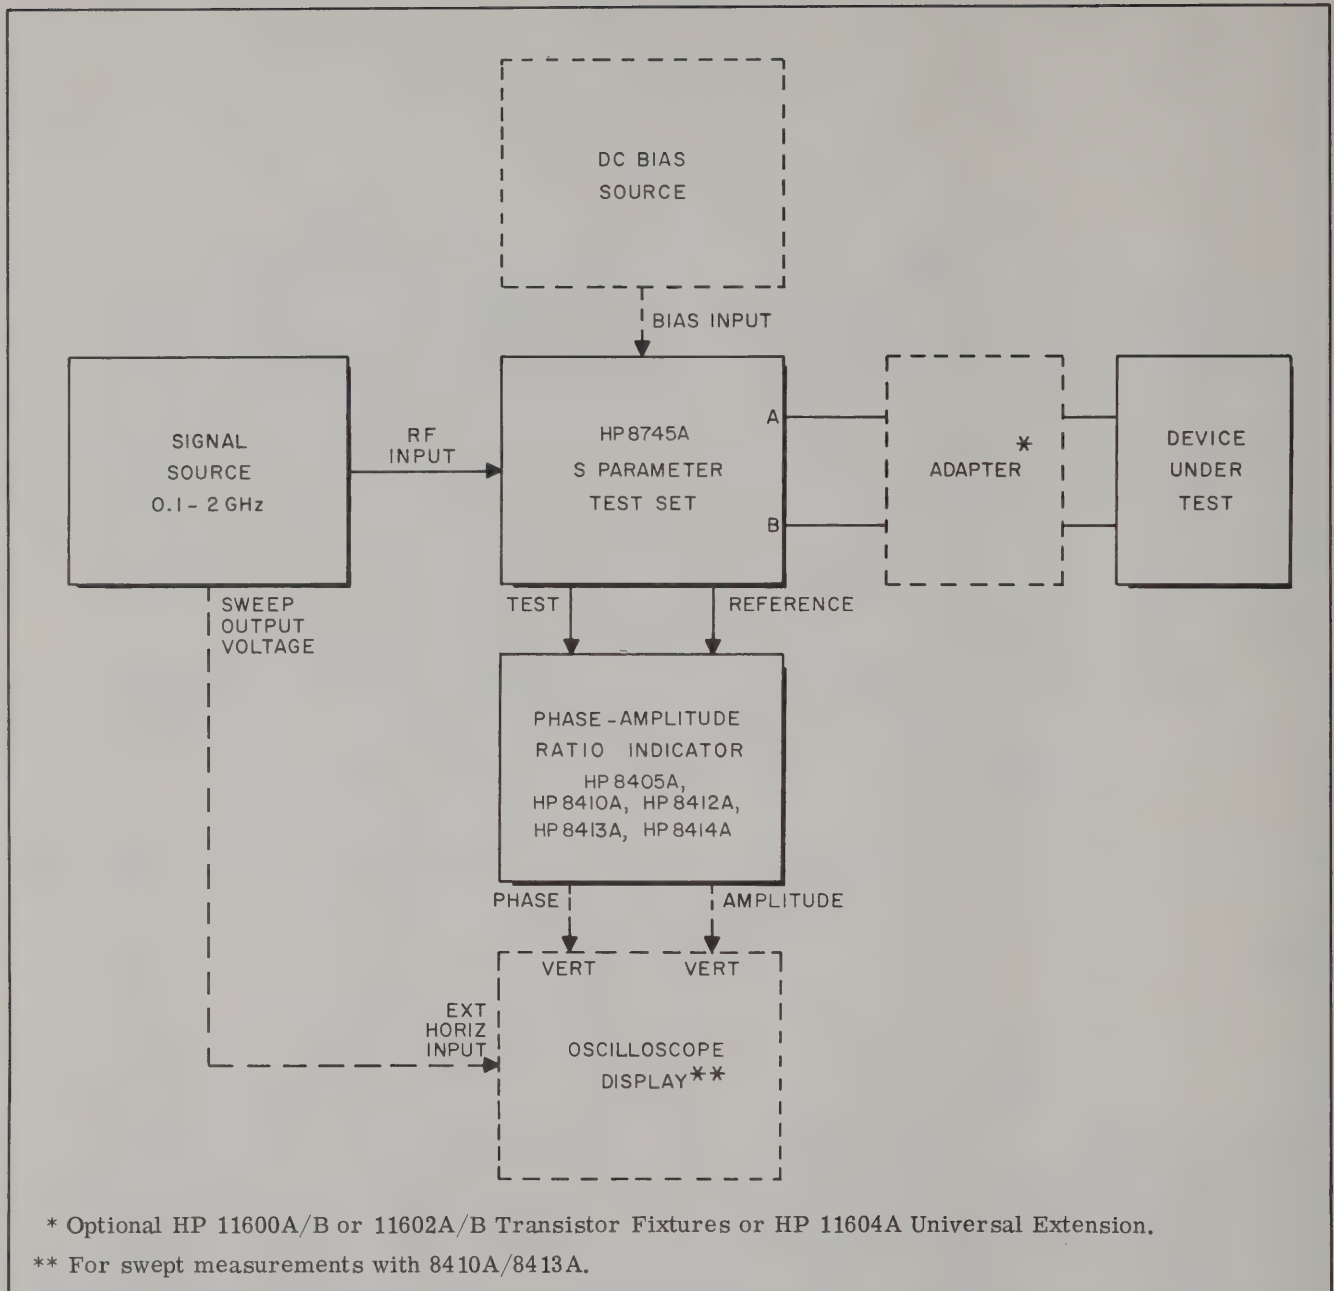 DC BIAS
SOURCE
BIAS INPUT
SIGNAL
SOURCE
0.1 - 2 GHz
RF
INPUT
HP 8745A
S PARAMETER
TEST SET
A
B
ADAPTER*
DEVICE
UNDER
TEST
SWEEP
OUTPUT
VOLTAGE
TEST
REFERENCE
PHASE - AMPLITUDE
RATIO INDICATOR
HP 8405A,
HP 8410A, HP 8412A,
HP 8413A, HP 8414A
PHASE
AMPLITUDE
VERT VERT
EXT
HORIZ
INPUT
OSCILLOSCOPE
DISPLAY**
* Optional HP 11600A/B or 11602A/B Transistor Fixtures or HP 11604A Universal Extension.
** For swept measurements with 8410A/8413A.